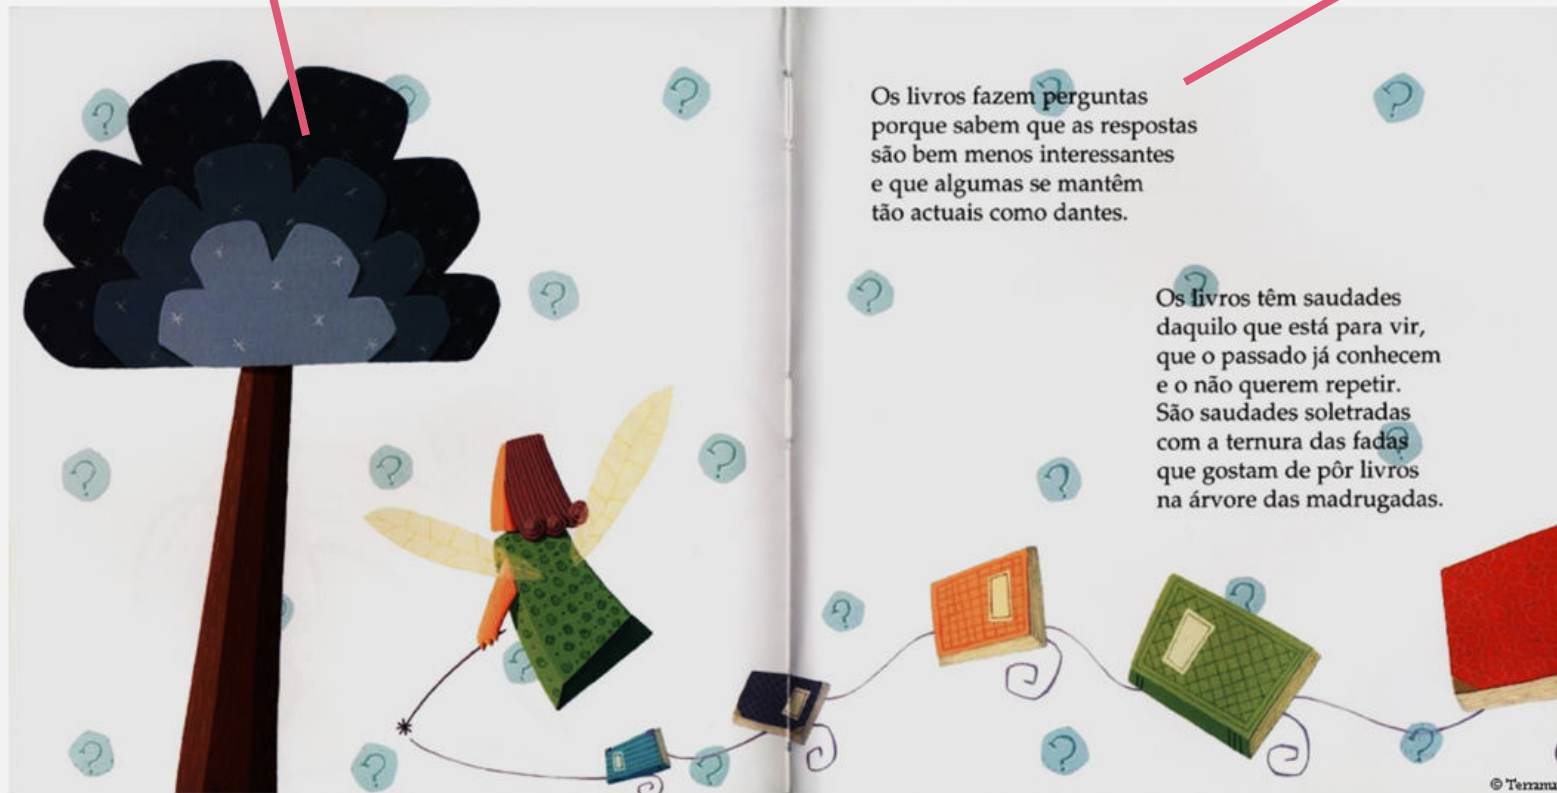 Os livros fazem perguntas
porque sabem que as respostas
são bem menos interessantes
e que algumas se mantêm
tão actuais como dantes.
Os livros têm saudades
daquilo que está para vir,
que o passado já conhecem
e o não querem repetir.
São saudades soletradas
com a ternura das fadas
que gostam de pôr livros
na árvore das madrugadas.
©